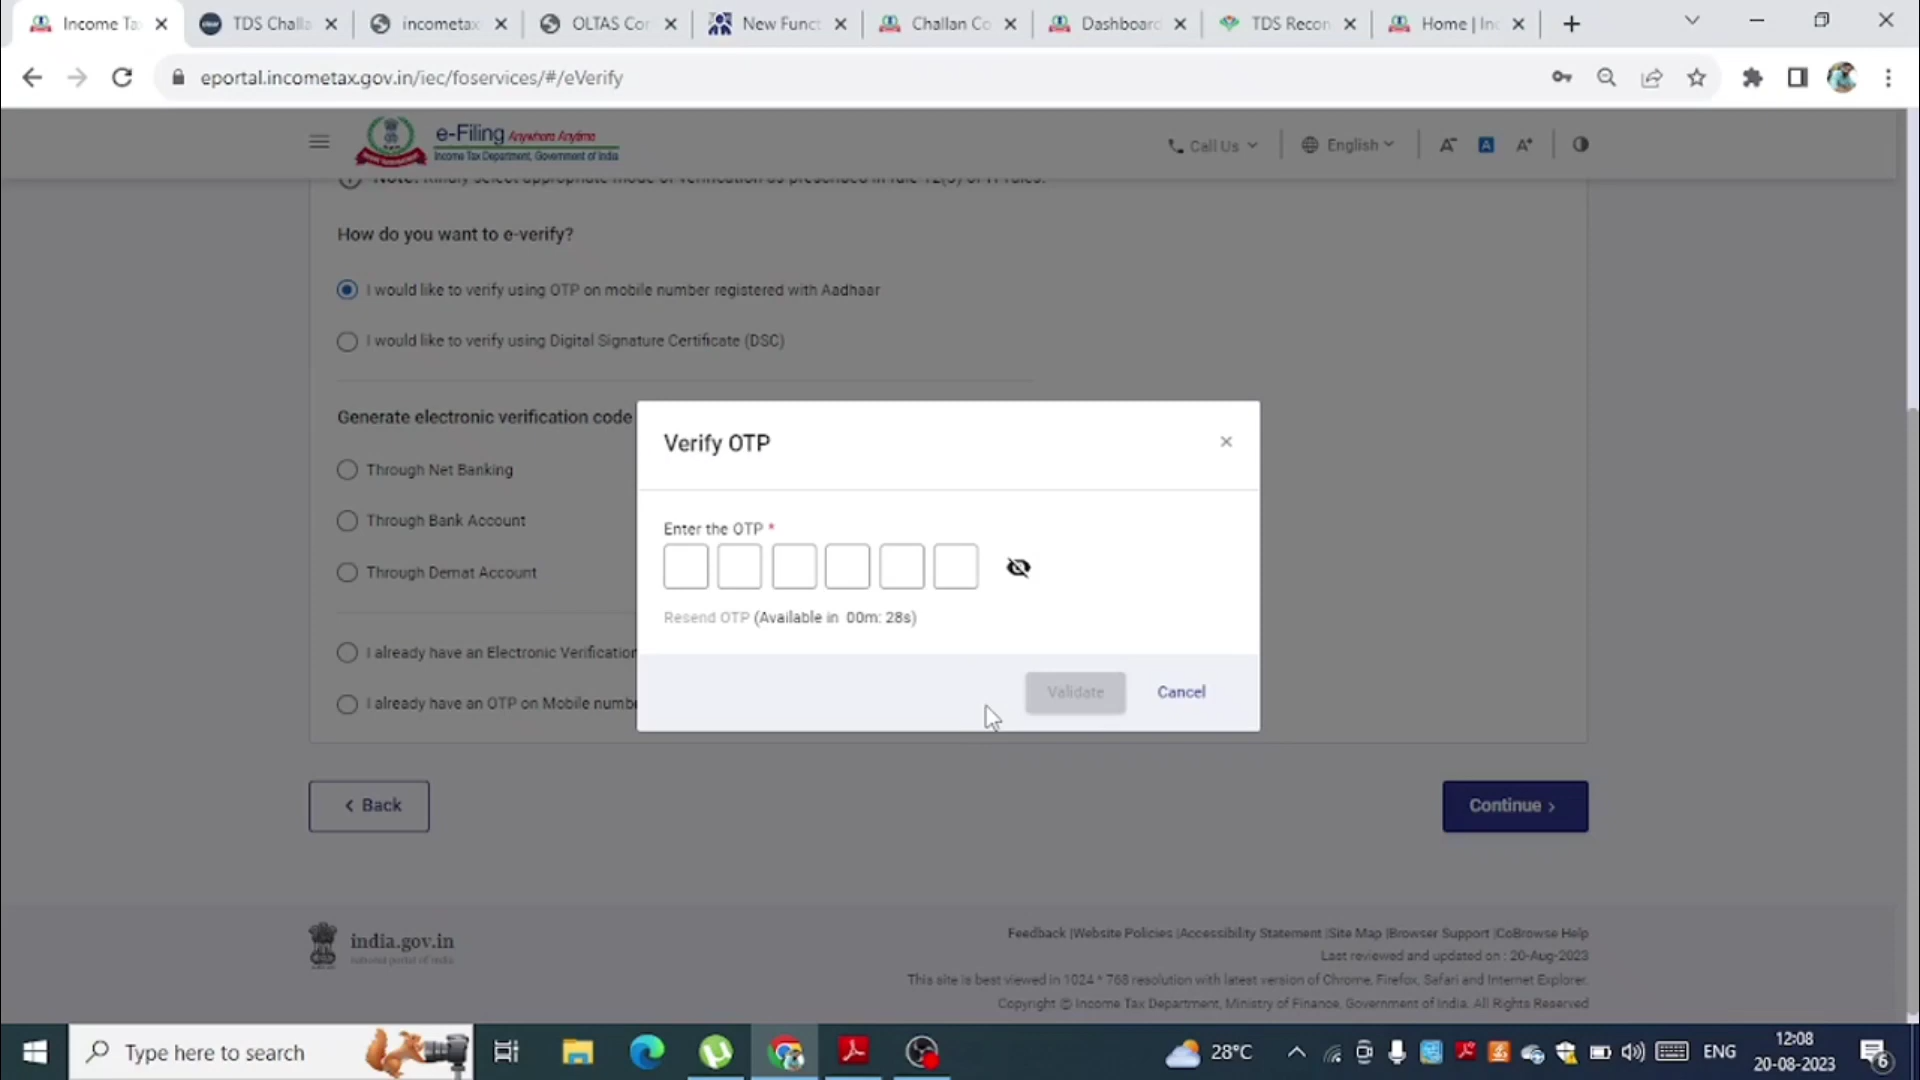 Income Ta
TDS Challa
incometax
OLTAS Cor
New Funct
Challan Co
Dashboard
TDS Recon
Home | Inc
eportal.incometax.gov.in/iec/foservices/#/eVerify
e-Filing Anywhere Anytime
Income Tax Department, Government of India
Call Us
English
A-
A
A+
How do you want to e-verify?
I would like to verify using OTP on mobile number registered with Aadhaar
I would like to verify using Digital Signature Certificate (DSC)
Generate electronic verification code
Through Net Banking
Through Bank Account
Through Demat Account
I already have an Electronic Verification
I already have an OTP on Mobile numbe
Verify OTP
Enter the OTP *
Resend OTP (Available in 00m: 28s)
Validate
Cancel
< Back
Continue >
india.gov.in
national portal of india
Feedback |Website Policies |Accessibility Statement |Site Map |Browser Support |CoBrowse Help
Last reviewed and updated on : 20-Aug-2023
This site is best viewed in 1024 * 768 resolution with latest version of Chrome, Firefox, Safari and Internet Explorer.
Copyright © Income Tax Department, Ministry of Finance, Government of India. All Rights Reserved
Type here to search
28°C
ENG
12:08
20-08-2023
6